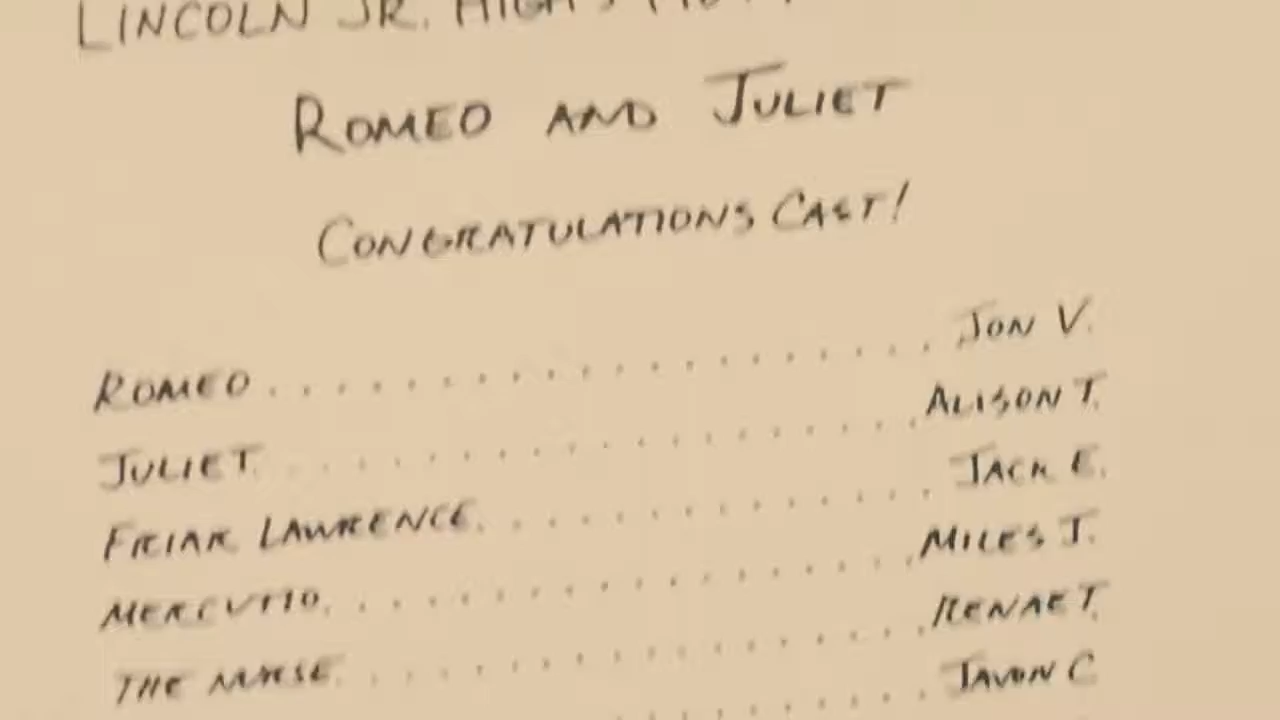 LINCOLN JR. HIGH'S
ROMEO AND JULIET
CONGRATULATIONS CAST!
ROMEO.......................JON V.
JULIET.......................ALISON T.
FRIAR LAWRENCE.............JACK E.
MERCUTIO..................MILES J.
THE NURSE.................RENAE T.
JAVON C